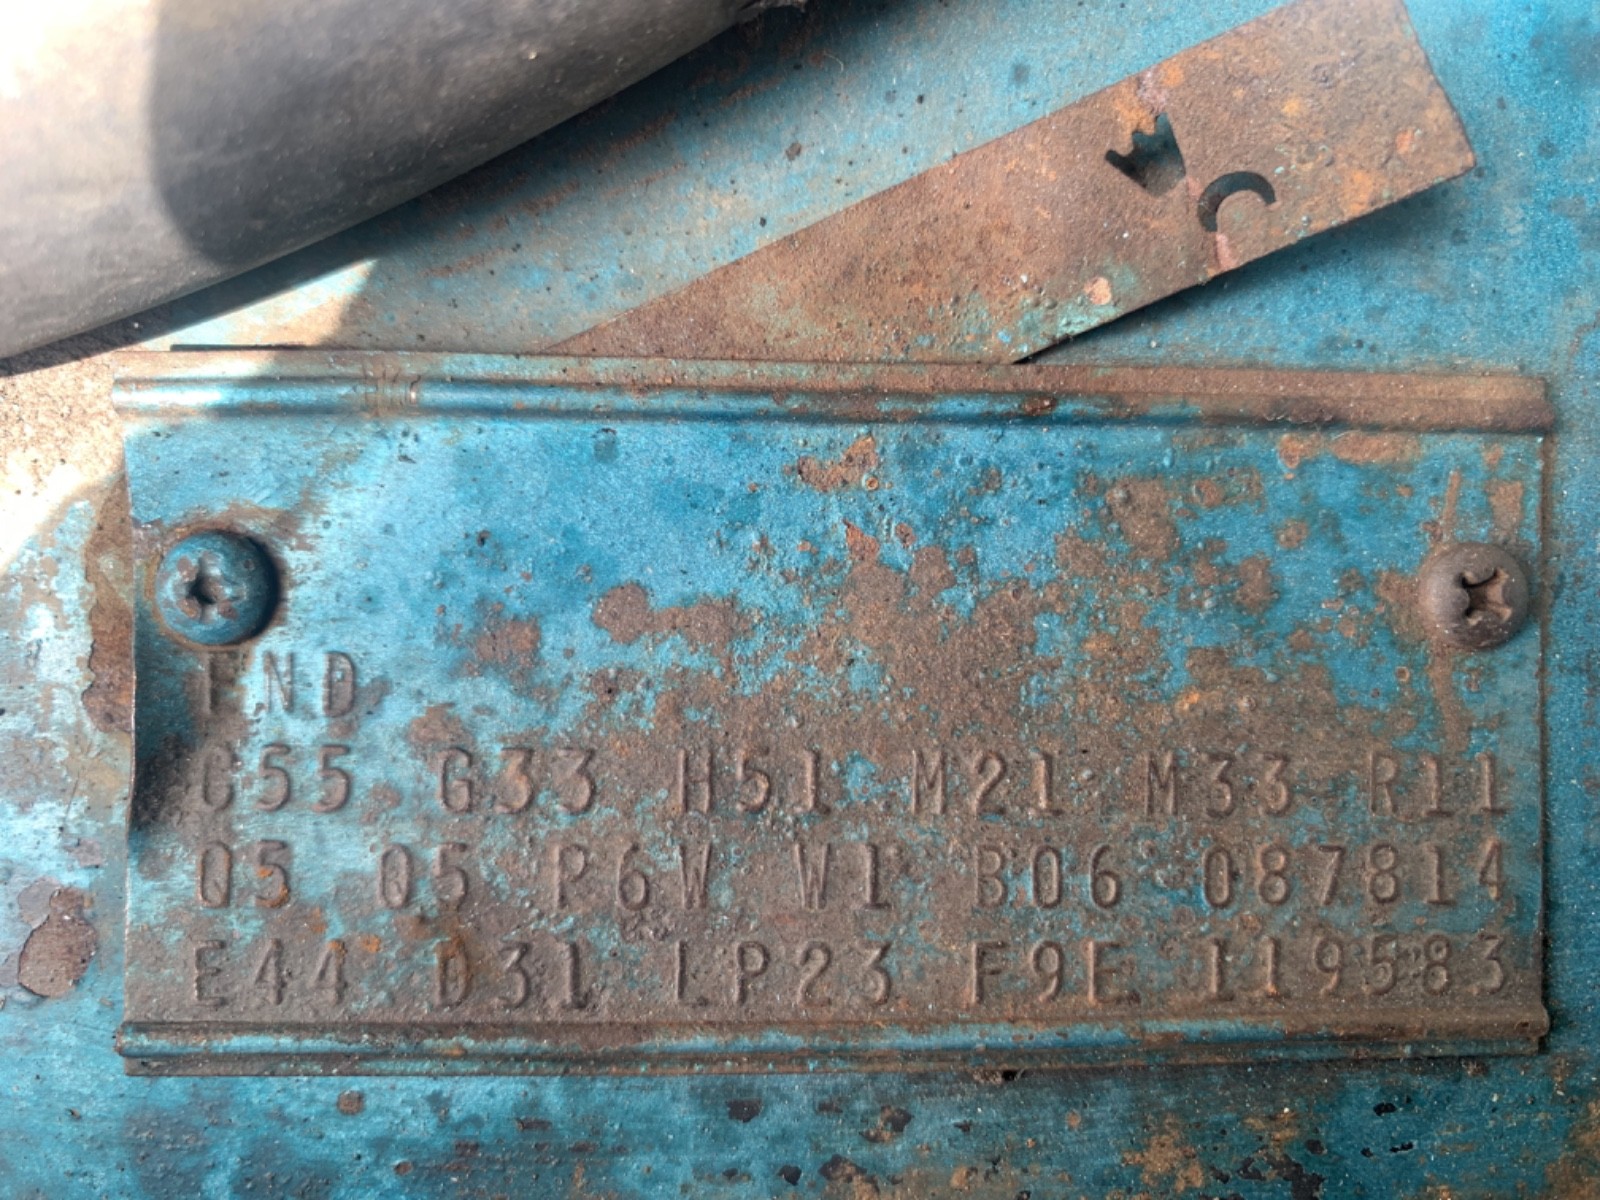 END
C55 G33 H51 M21 M33 R11
Q5 Q5 P6W W1 B06 087814
E44 D31 LP23 F9E 119583